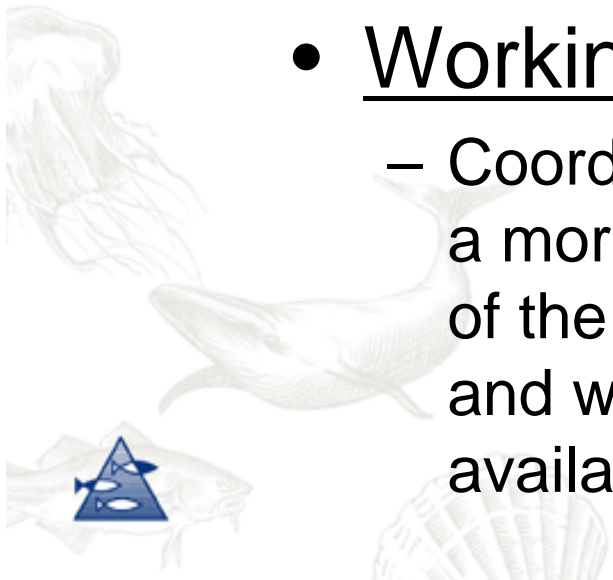 • Workin
– Coord
a mor
of the
and w
availa